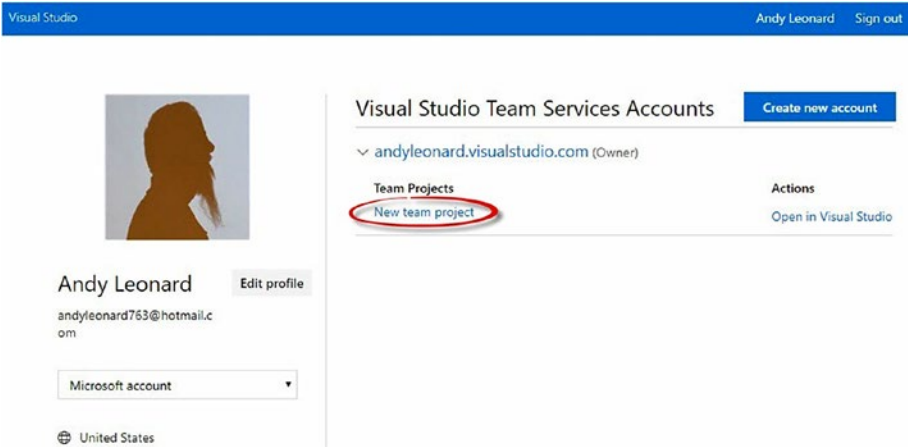 Visual Studio
Andy Leonard Sign out
Visual Studio Team Services Accounts
Create new account
andyleonard.visualstudio.com (Owner)
Team Projects
Actions
New team project
Open in Visual Studio
Andy Leonard
Edit profile
andyleonard763@hotmail.c
om
Microsoft account
United States